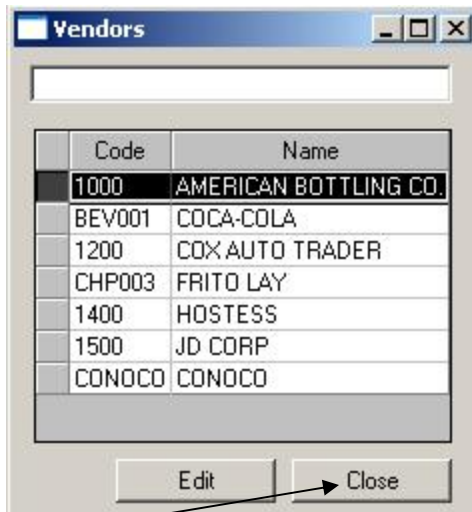 Vendors
Code Name
1000 AMERICAN BOTTLING CO.
BEV001 COCA-COLA
1200 COX AUTO TRADER
CHP003 FRITO LAY
1400 HOSTESS
1500 JD CORP
CONOCO CONOCO
Edit Close